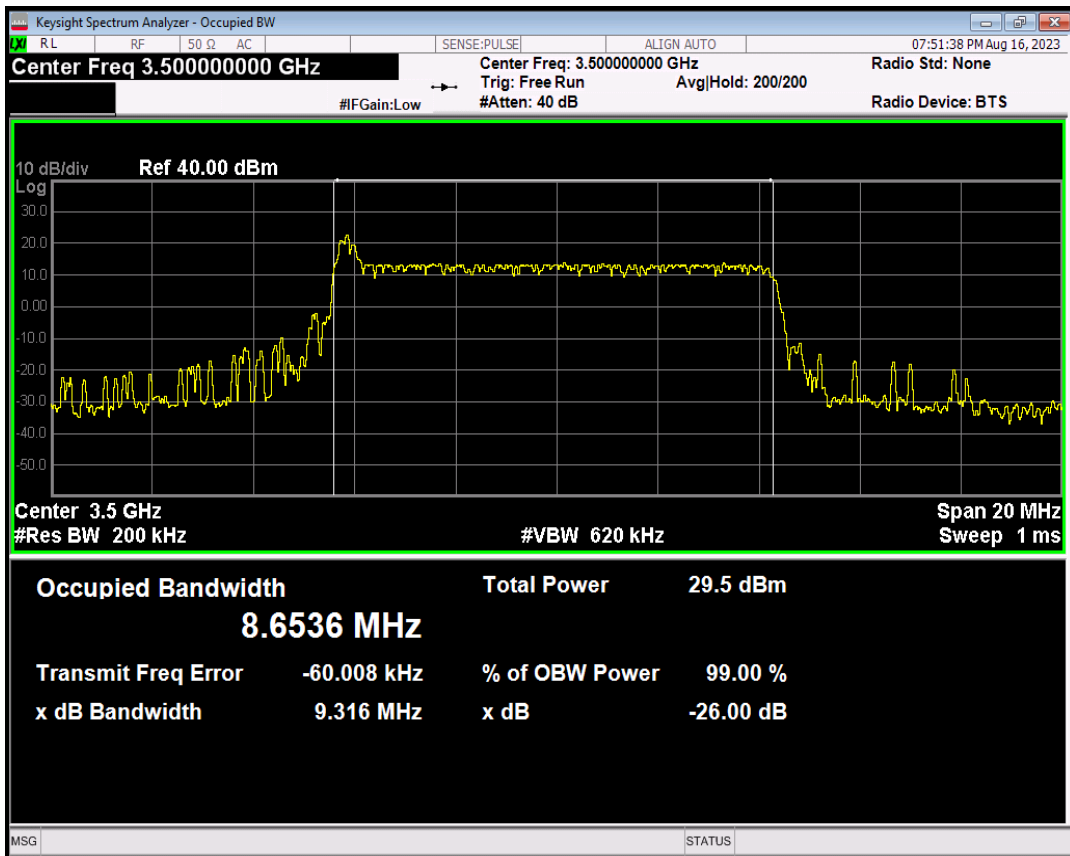 Keysight Spectrum Analyzer - Occupied BW
LXI RL RF 50 Ω AC SENSE:PULSE ALIGN AUTO 07:51:38 PM Aug 16, 2023
Center Freq 3.500000000 GHz Center Freq: 3.500000000 GHz Radio Std: None
Trig: Free Run Avg|Hold: 200/200
#IFGain:Low #Atten: 40 dB Radio Device: BTS
10 dB/div Ref 40.00 dBm
Log
30.0
20.0
10.0
0.00
-10.0
-20.0
-30.0
-40.0
-50.0
Center 3.5 GHz Span 20 MHz
#Res BW 200 kHz #VBW 620 kHz Sweep 1 ms
Occupied Bandwidth Total Power 29.5 dBm
8.6536 MHz
Transmit Freq Error -60.008 kHz % of OBW Power 99.00 %
x dB Bandwidth 9.316 MHz x dB -26.00 dB
MSG STATUS